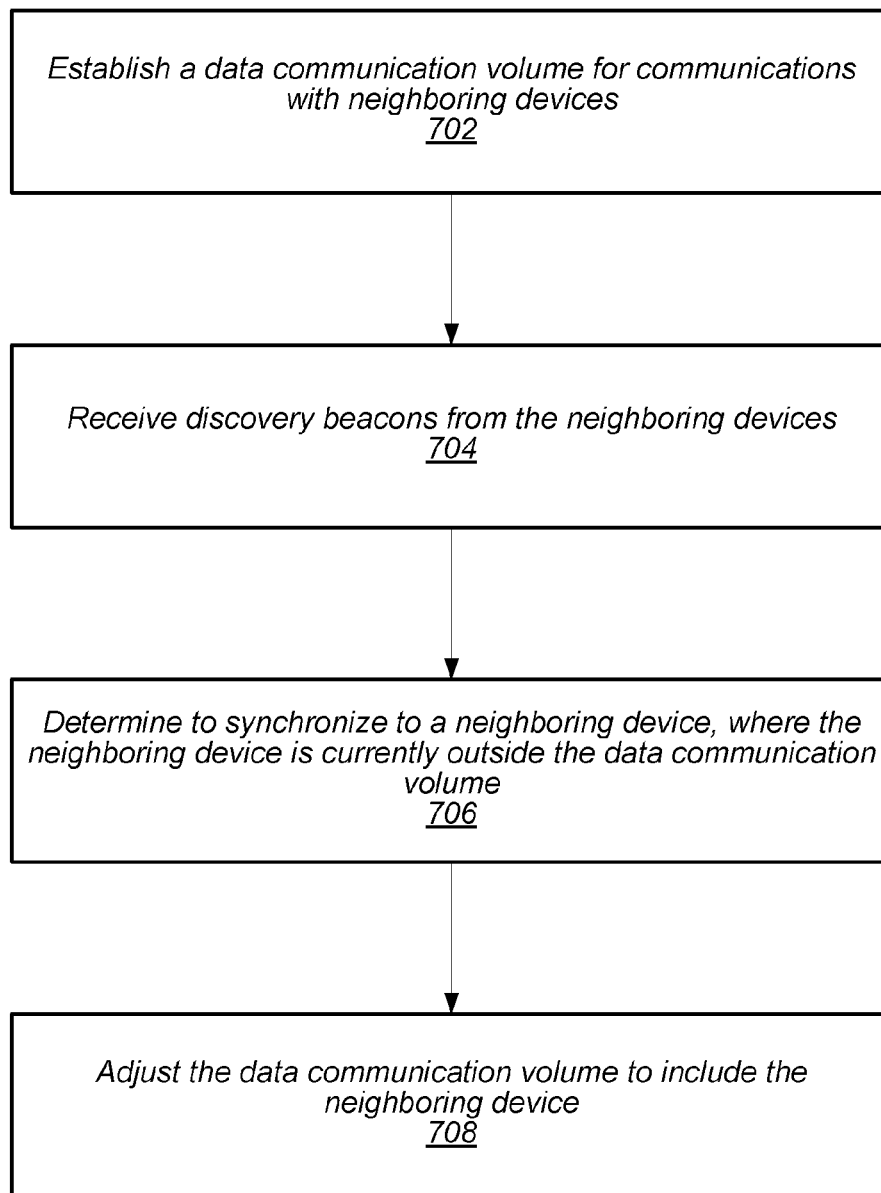 Establish a data communication volume for communications
with neighboring devices
702
Receive discovery beacons from the neighboring devices
704
Determine to synchronize to a neighboring device, where the
neighboring device is currently outside the data communication
volume
706
Adjust the data communication volume to include the
neighboring device
708